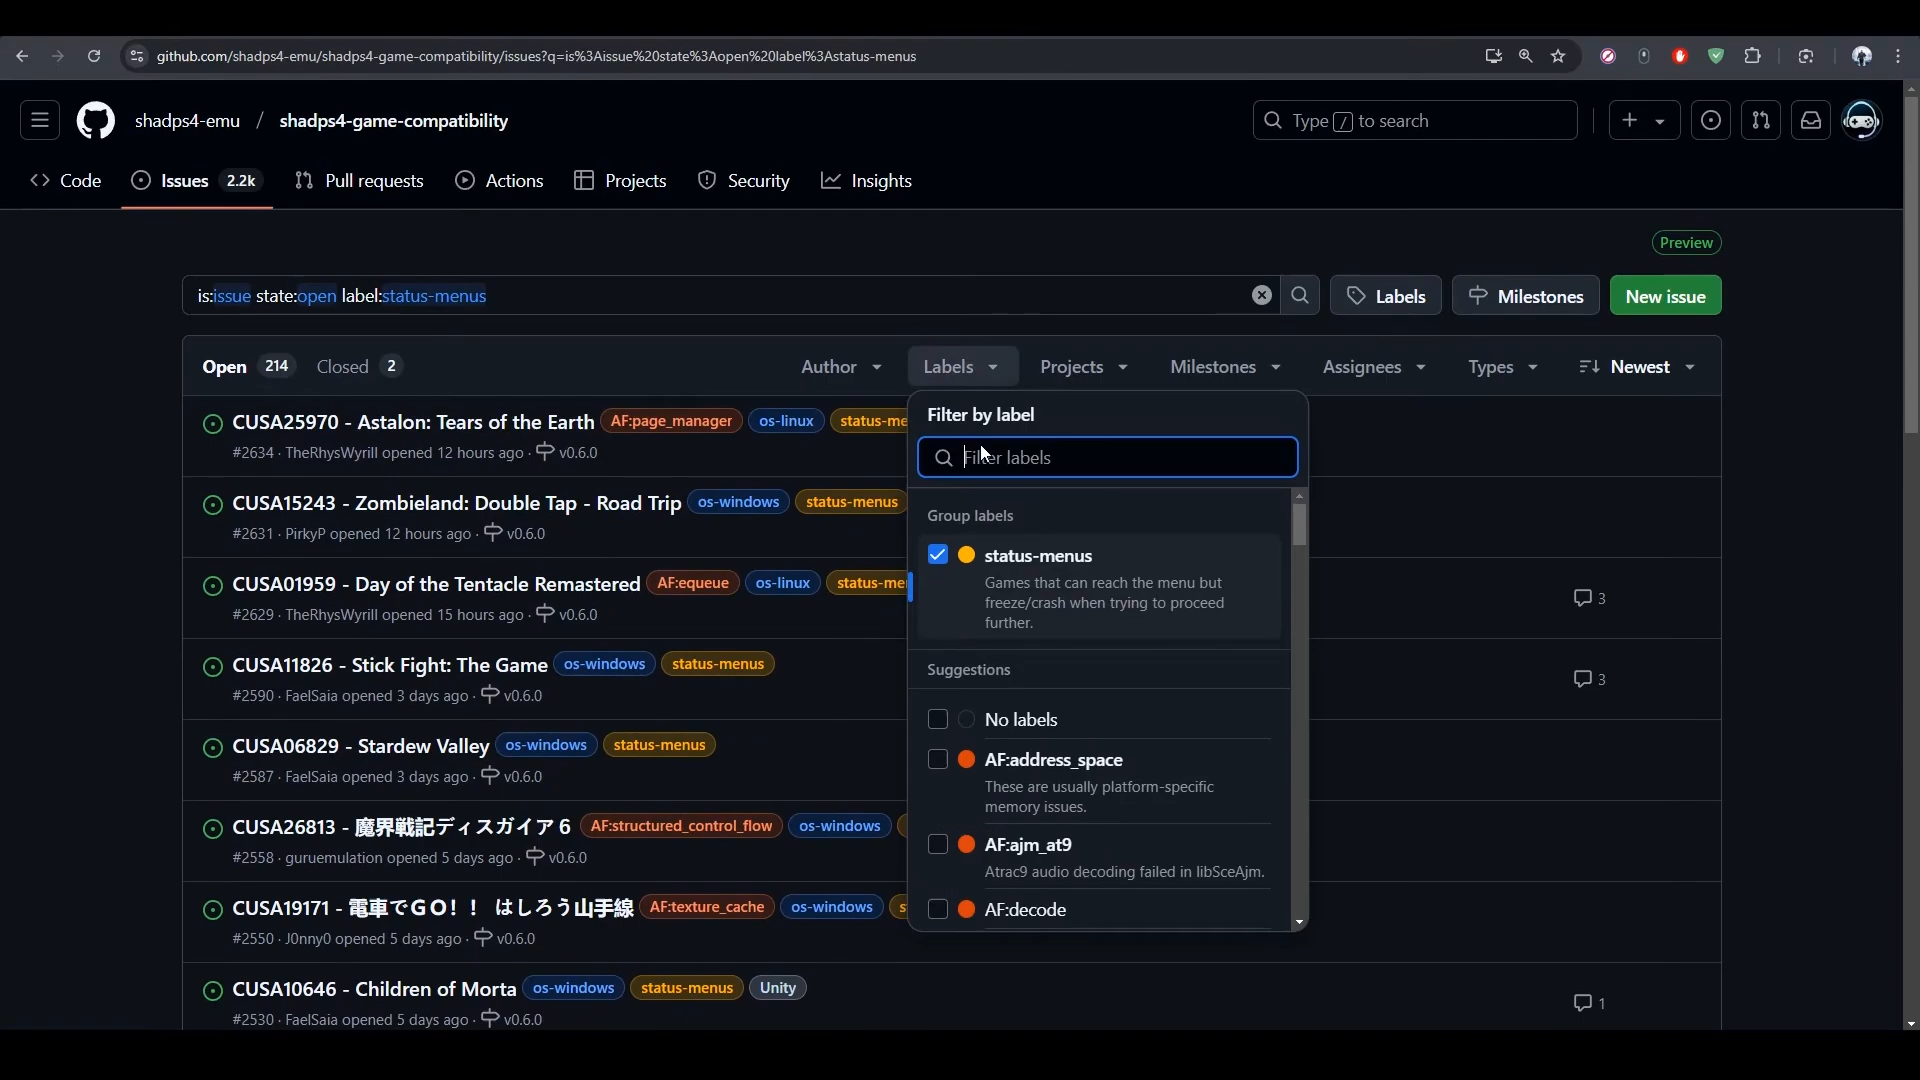 github.com/shadps4-emu/shadps4-game-compatibility/issues?q=is%3Aissue%20state%3Aopen%20label%3Astatus-menus
shadps4-emu / shadps4-game-compatibility
Type / to search
Code Issues 2.2k Pull requests Actions Projects Security Insights
Preview
is:issue state:open label:status-menus
Labels Milestones New issue
Open 214 Closed 2 Author Labels Projects Milestones Assignees Types Newest
CUSA25970 - Astalon: Tears of the Earth AF:page_manager os-linux status-me
#2634 · TheRhysWyrill opened 12 hours ago · v0.6.0
CUSA15243 - Zombieland: Double Tap - Road Trip os-windows status-menus
#2631 · PirkyP opened 12 hours ago · v0.6.0
CUSA01959 - Day of the Tentacle Remastered AF:equeue os-linux status-me
#2629 · TheRhysWyrill opened 15 hours ago · v0.6.0
3
CUSA11826 - Stick Fight: The Game os-windows status-menus
#2590 · FaelSaia opened 3 days ago · v0.6.0
3
CUSA06829 - Stardew Valley os-windows status-menus
#2587 · FaelSaia opened 3 days ago · v0.6.0
CUSA26813 - 魔界戦記ディスガイア 6 AF:structured_control_flow os-windows
#2558 · guruemulation opened 5 days ago · v0.6.0
CUSA19171 - 電車でGO！！ はしろう山手線 AF:texture_cache os-windows s
#2550 · J0nny0 opened 5 days ago · v0.6.0
CUSA10646 - Children of Morta os-windows status-menus Unity
#2530 · FaelSaia opened 5 days ago · v0.6.0
1
Filter by label
Filter labels
Group labels
status-menus
Games that can reach the menu but
freeze/crash when trying to proceed
further.
Suggestions
No labels
AF:address_space
These are usually platform-specific
memory issues.
AF:ajm_at9
Atrac9 audio decoding failed in libSceAjm.
AF:decode